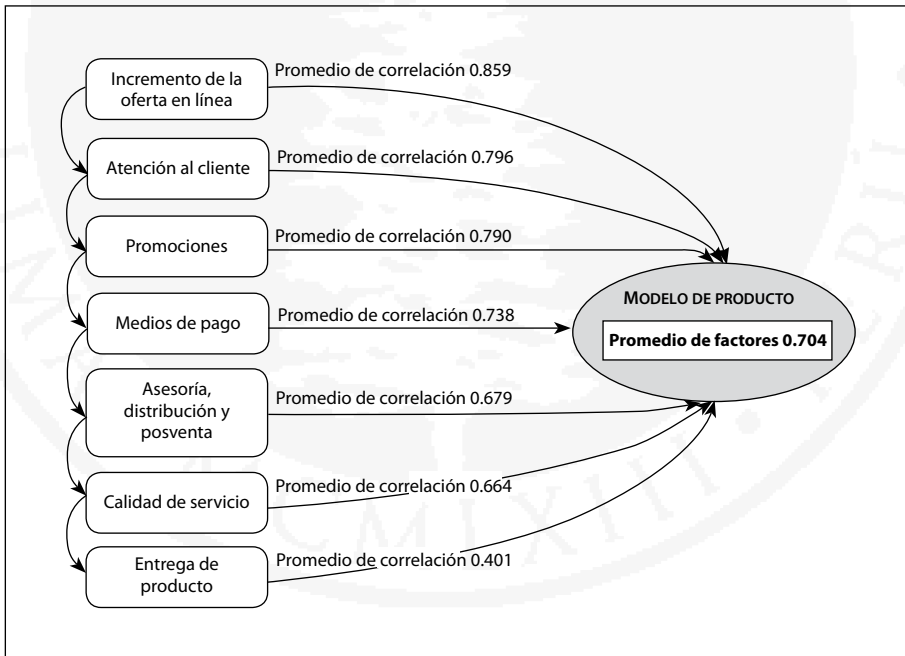 Incremento de la
oferta en línea
Promedio de correlación 0.859
Atención al cliente
Promedio de correlación 0.796
Promociones
Promedio de correlación 0.790
Medios de pago
Promedio de correlación 0.738
Asesoría,
distribución y
posventa
Promedio de correlación 0.679
Calidad de servicio
Promedio de correlación 0.664
Entrega de
producto
Promedio de correlación 0.401
MODELO DE PRODUCTO
Promedio de factores 0.704